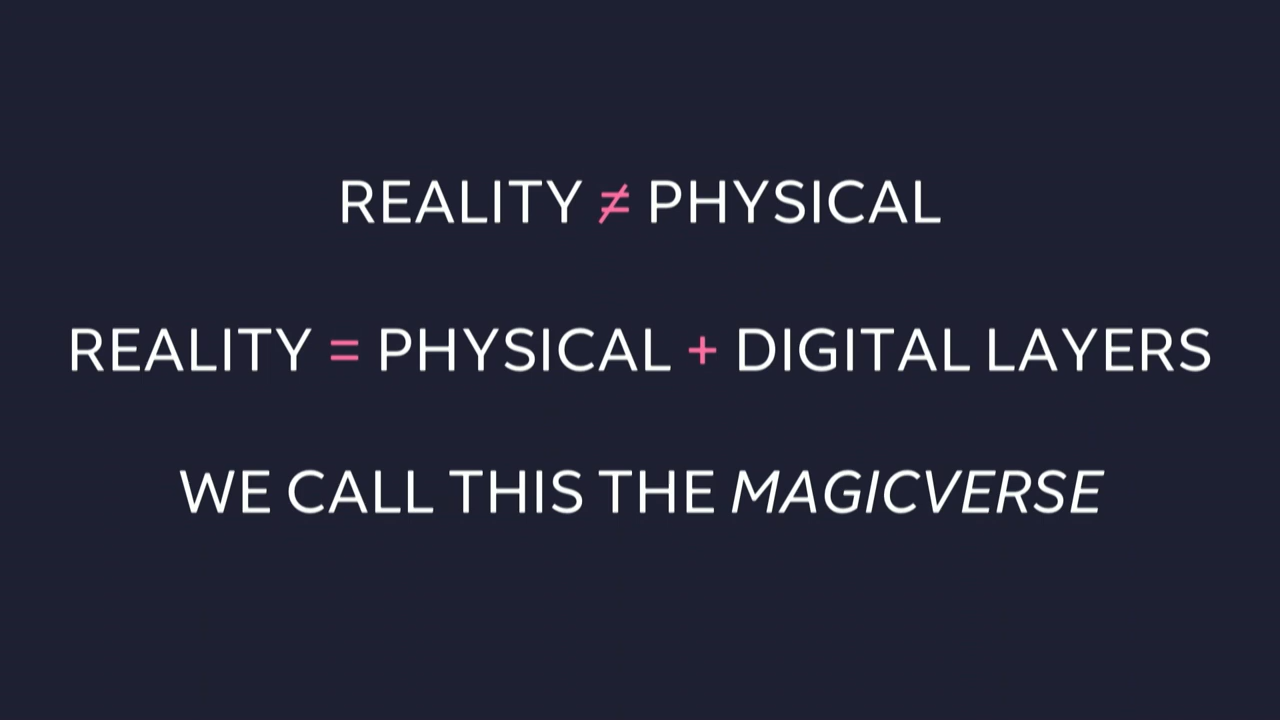 REALITY ≠ PHYSICAL
REALITY = PHYSICAL + DIGITAL LAYERS
WE CALL THIS THE MAGICVERSE